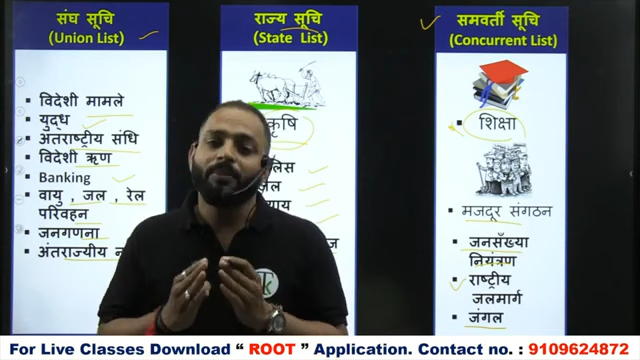 संघ सूचि
(Union List)
विदेशी मामले
युद्ध
अंतराष्ट्रीय संधि
विदेशी ऋण
Banking
वायु , जल , रेल
परिवहन
जनगणना
अंतराज्यीय
राज्य सूचि
(State List)
कृषि
समवर्ती सूचि
(Concurrent List)
शिक्षा
मजदूर संगठन
जनसँख्या
नियंत्रण
राष्ट्रीय
जलमार्ग
जंगल
For Live Classes Download “ ROOT ” Application. Contact no. : 9109624872